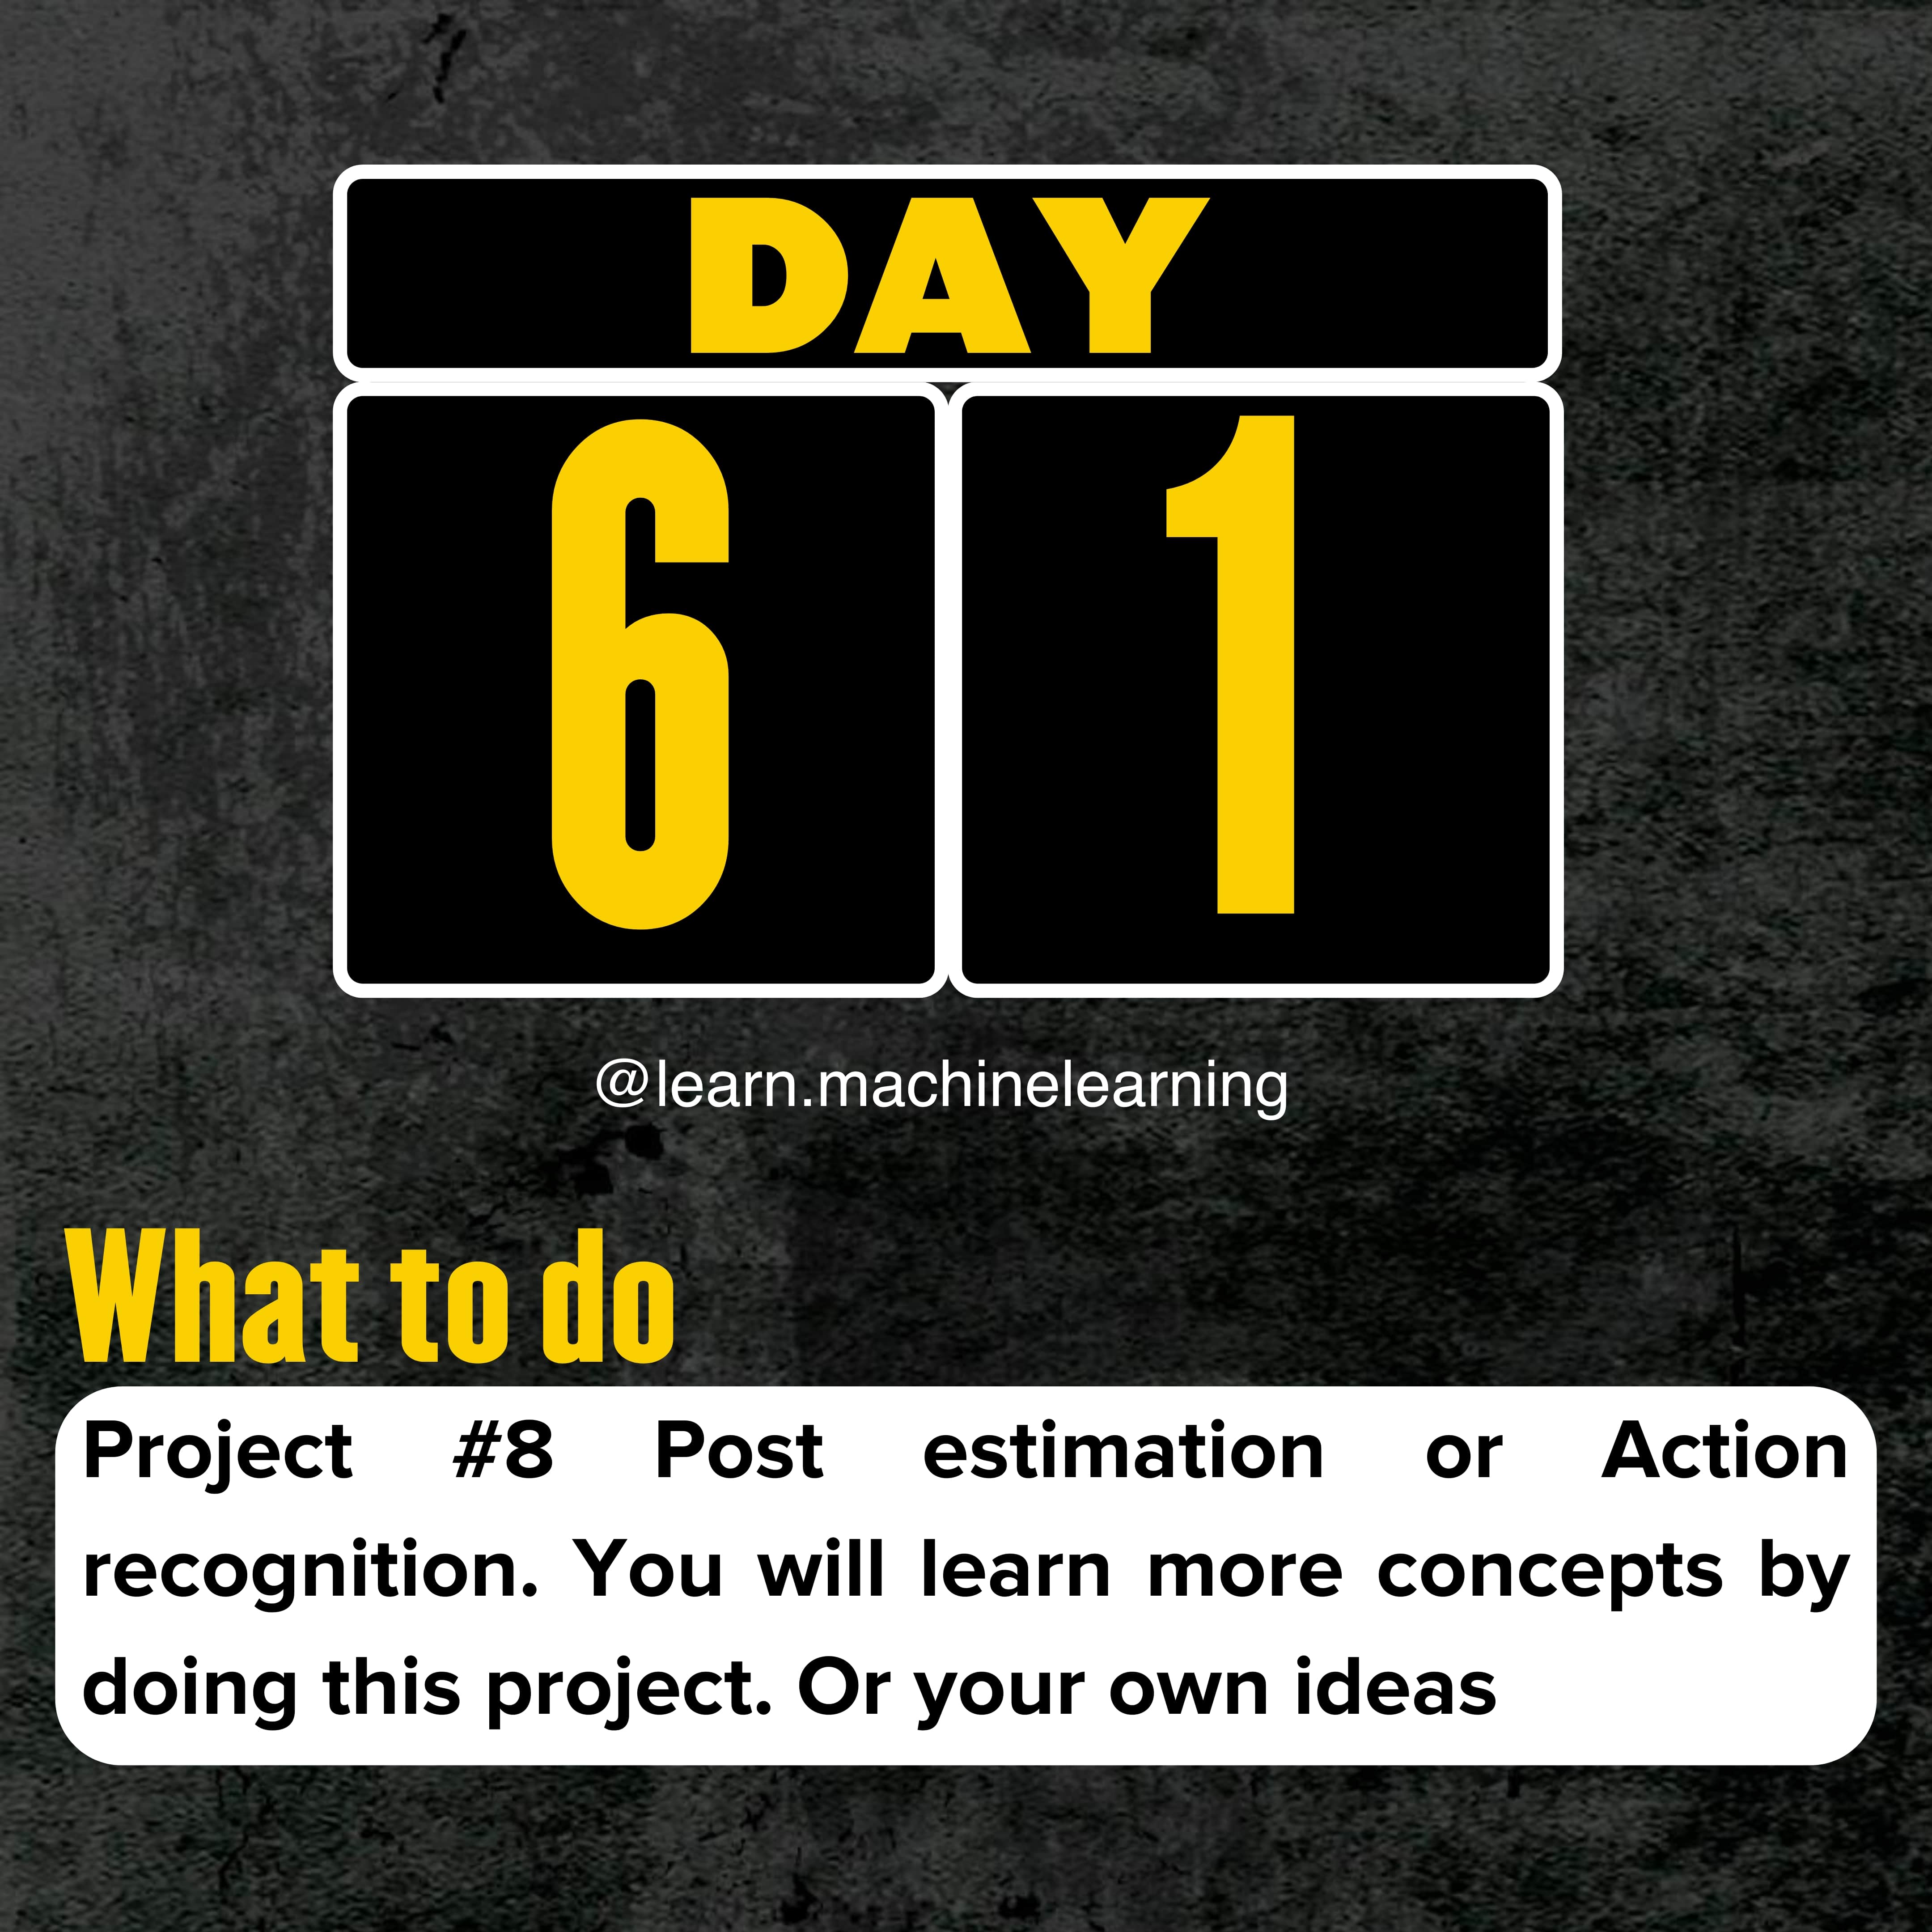 DAY
6 1
@learn.machinelearning
What to do
Project #8 Post estimation or Action
recognition. You will learn more concepts by
doing this project. Or your own ideas